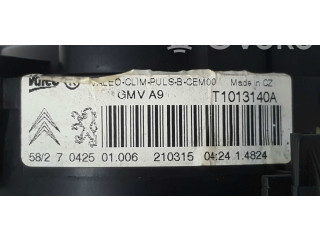 Valeo VALEO-CLIM-PULS-B-CEM00 Made in CZ
GMV A9 T1013140A
58/2 7 0425 01.006 210315 04:24 1.4824